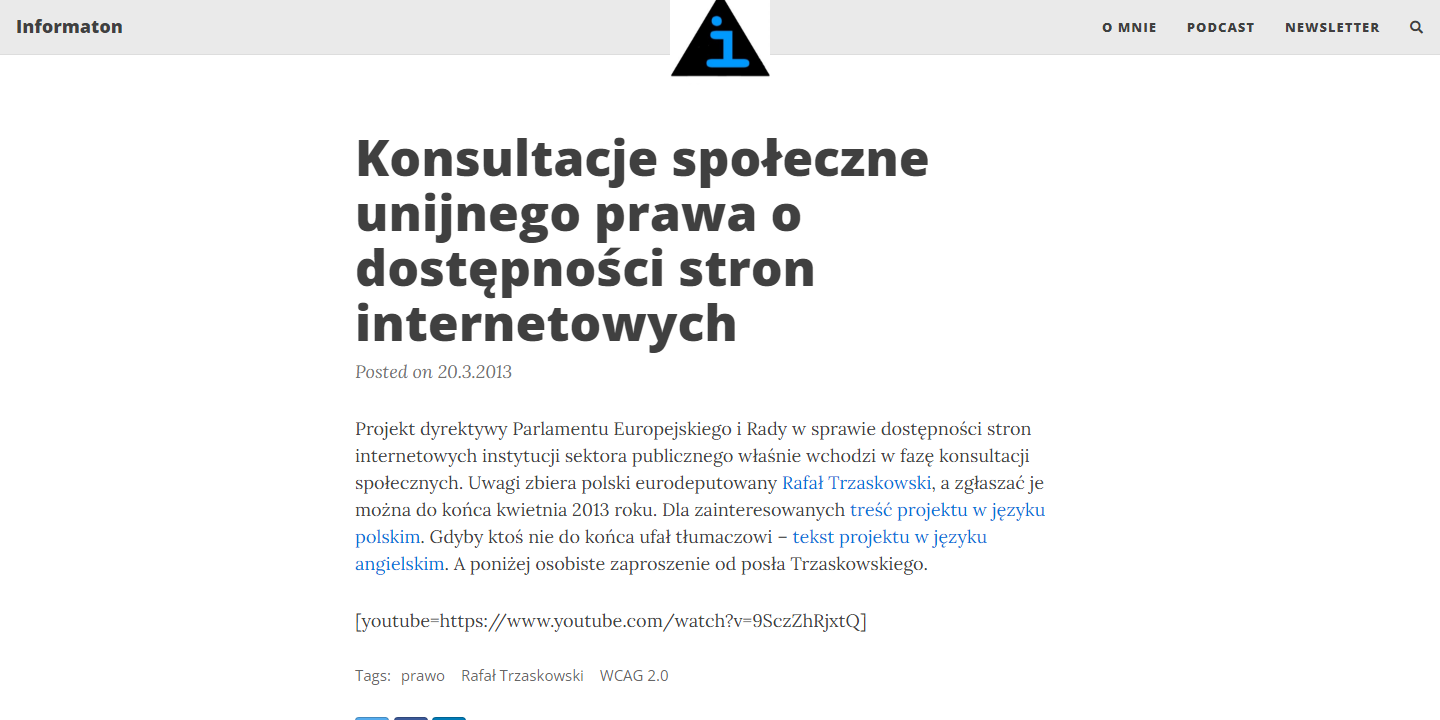 Informaton
i
O MNIE
PODCAST
NEWSLETTER
Konsultacje społeczne
unijnego prawa o
dostępności stron
internetowych
Posted on 20.3.2013
Projekt dyrektywy Parlamentu Europejskiego i Rady w sprawie dostępności stron
internetowych instytucji sektora publicznego właśnie wchodzi w fazę konsultacji
społecznych. Uwagi zbiera polski eurodeputowany Rafał Trzaskowski, a zgłaszać je
można do końca kwietnia 2013 roku. Dla zainteresowanych treść projektu w języku
polskim. Gdyby ktoś nie do końca ufał tłumaczowi – tekst projektu w języku
angielskim. A poniżej osobiste zaproszenie od posła Trzaskowskiego.
[youtube=https://www.youtube.com/watch?v=9SczZhRjxtQ]
Tags: prawo Rafał Trzaskowski WCAG 2.0